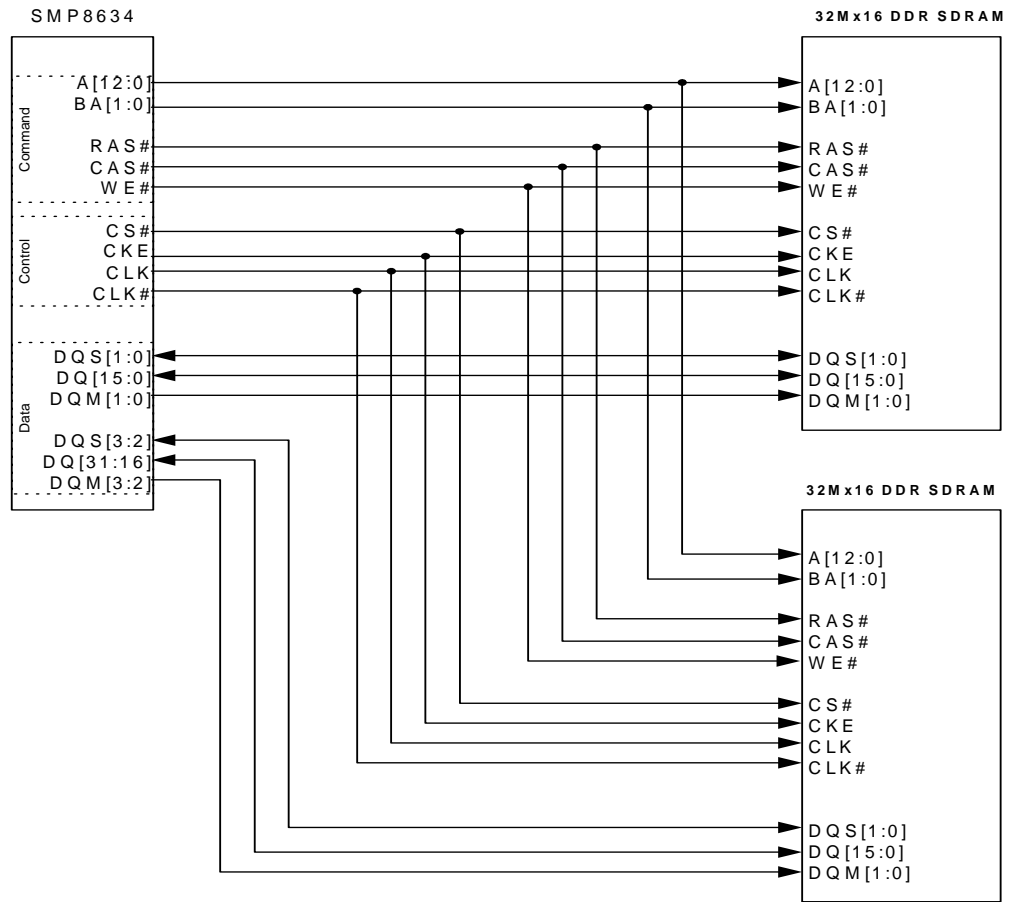 SMP8634
Command
A[12:0]
BA[1:0]
RAS#
CAS#
WE#
Control
CS#
CKE
CLK
CLK#
Data
DQS[1:0]
DQ[15:0]
DQM[1:0]
DQS[3:2]
DQ[31:16]
DQM[3:2]
32Mx16 DDR SDRAM
A[12:0]
BA[1:0]
RAS#
CAS#
WE#
CS#
CKE
CLK
CLK#
DQS[1:0]
DQ[15:0]
DQM[1:0]
32Mx16 DDR SDRAM
A[12:0]
BA[1:0]
RAS#
CAS#
WE#
CS#
CKE
CLK
CLK#
DQS[1:0]
DQ[15:0]
DQM[1:0]